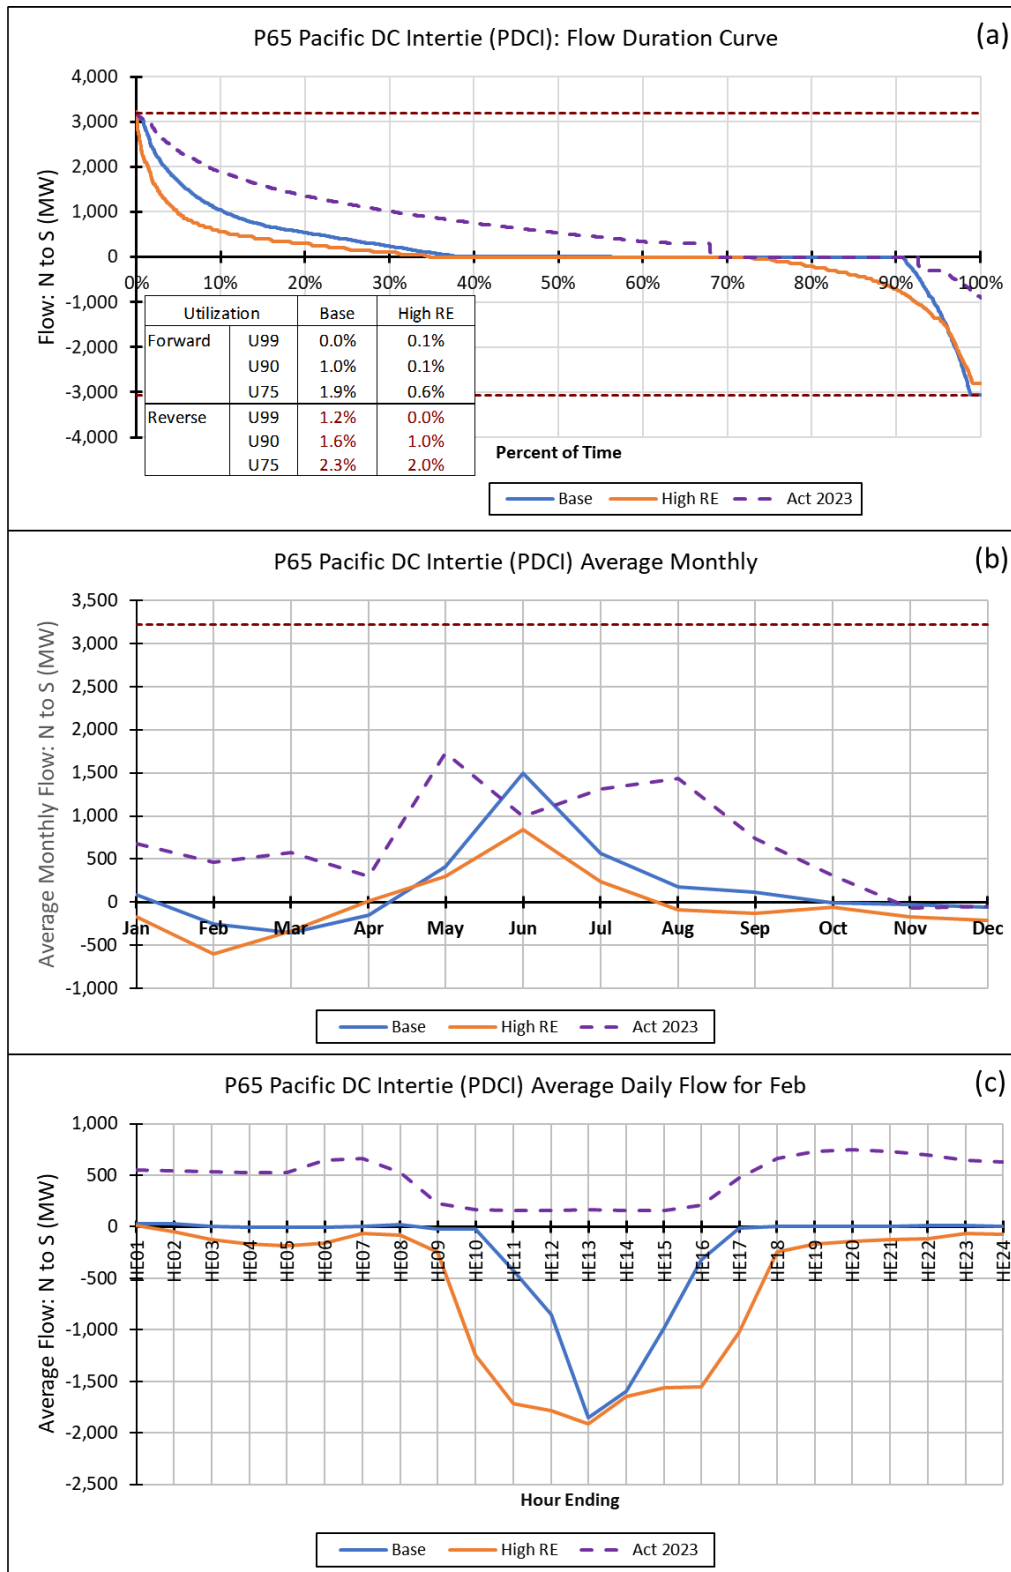 P65 Pacific DC Intertie (PDCI): Flow Duration Curve
(a)
Flow: N to S (MW)
4,000
3,000
2,000
1,000
0
-1,000
-2,000
-3,000
-4,000
0% 10% 20% 30% 40% 50% 60% 70% 80% 90% 100%
Utilization Base High RE
Forward U99 0.0% 0.1%
U90 1.0% 0.1%
U75 1.9% 0.6%
Reverse U99 1.2% 0.0%
U90 1.6% 1.0%
U75 2.3% 2.0%
Percent of Time
Base High RE Act 2023
P65 Pacific DC Intertie (PDCI) Average Monthly
(b)
Average Monthly Flow: N to S (MW)
3,500
3,000
2,500
2,000
1,500
1,000
500
0
-500
-1,000
Jan Feb Mar Apr May Jun Jul Aug Sep Oct Nov Dec
Base High RE Act 2023
P65 Pacific DC Intertie (PDCI) Average Daily Flow for Feb
(c)
Average Flow: N to S (MW)
1,000
500
0
-500
-1,000
-1,500
-2,000
-2,500
HE01 HE02 HE03 HE04 HE05 HE06 HE07 HE08 HE09 HE10 HE11 HE12 HE13 HE14 HE15 HE16 HE17 HE18 HE19 HE20 HE21 HE22 HE23 HE24
Hour Ending
Base High RE Act 2023